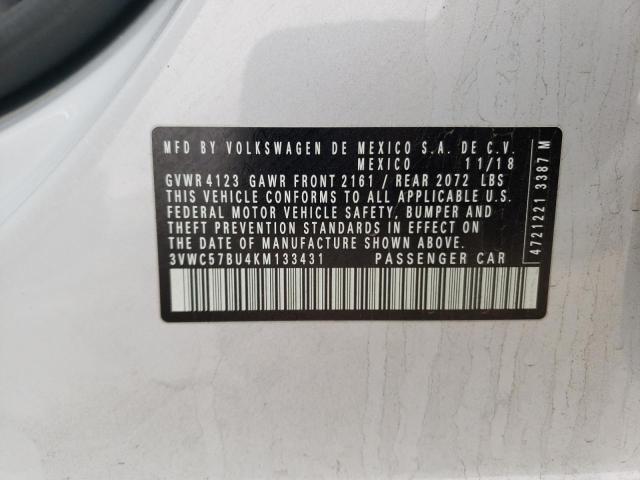 MFD BY VOLKSWAGEN DE MEXICO S.A. DE C.V.
MEXICO 11/18
GVWR 4123 GAWR FRONT 2161 / REAR 2072 LBS
THIS VEHICLE CONFORMS TO ALL APPLICABLE U.S.
FEDERAL MOTOR VEHICLE SAFETY, BUMPER AND
THEFT PREVENTION STANDARDS IN EFFECT ON
THE DATE OF MANUFACTURE SHOWN ABOVE.
3VWC57BU4KM133431 PASSENGER CAR
4721221 3387 M